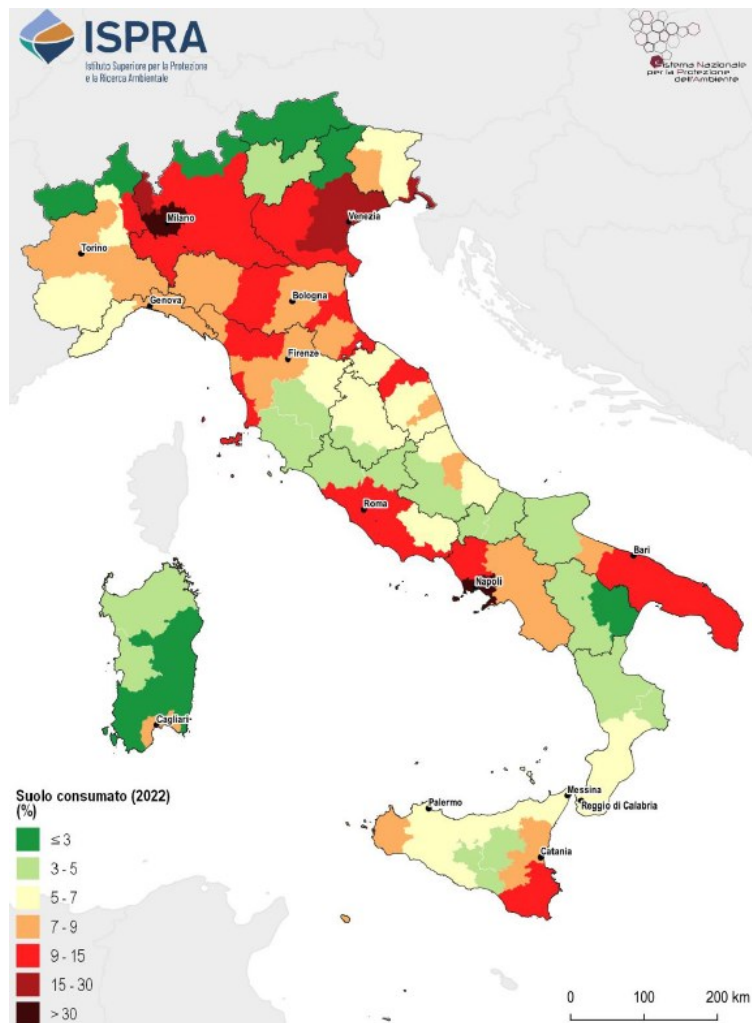 ISPRA
Istituto Superiore per la Protezione
e la Ricerca Ambientale
Sistema Nazionale
per la Protezione
dell'Ambiente
Milano
Venezia
Torino
Genova
Bologna
Firenze
Roma
Bari
Napoli
Cagliari
Messina
Palermo
Reggio di Calabria
Catania
Suolo consumato (2022)
(%)
≤ 3
3 - 5
5 - 7
7 - 9
9 - 15
15 - 30
> 30
0 100 200 km